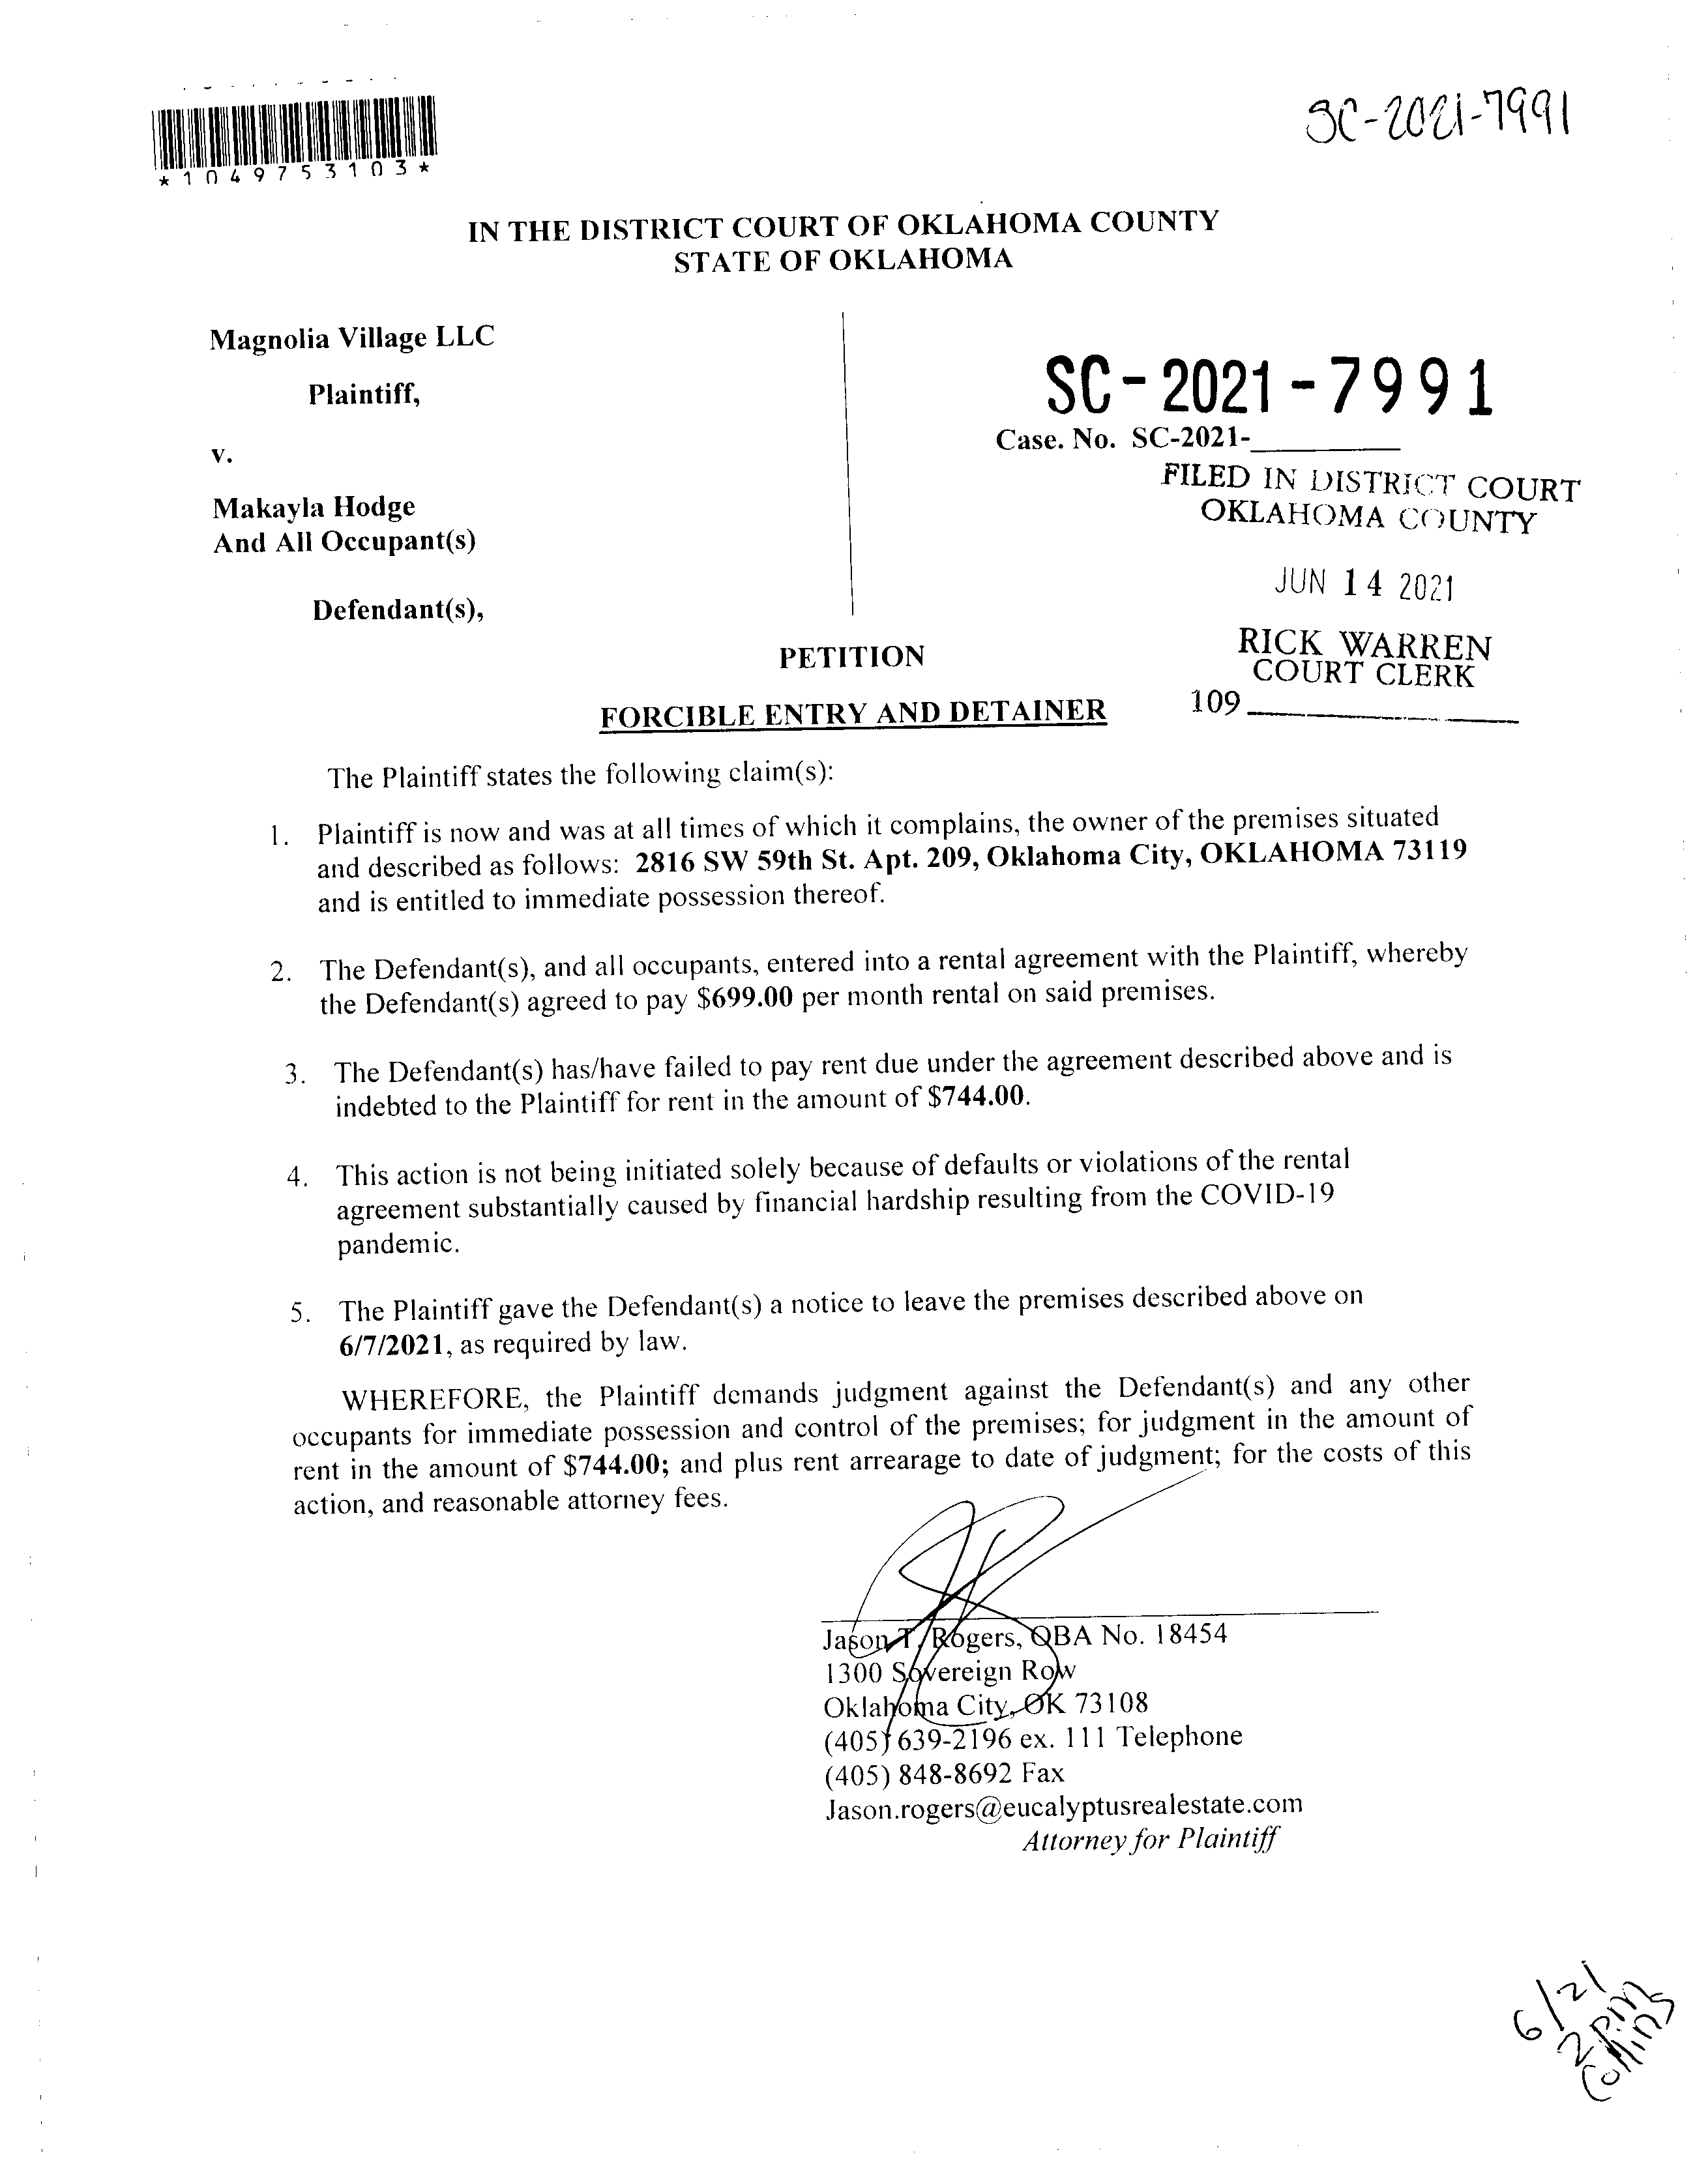 SC-2021-7991
*1049753103*
IN THE DISTRICT COURT OF OKLAHOMA COUNTY
STATE OF OKLAHOMA
Magnolia Village LLC
Plaintiff,
v.
Makayla Hodge
And All Occupant(s)
Defendant(s),
SC-2021-7991
Case. No. SC-2021-
FILED IN DISTRICT COURT
OKLAHOMA COUNTY
JUN 14 2021
RICK WARREN
COURT CLERK
109
PETITION
FORCIBLE ENTRY AND DETAINER
The Plaintiff states the following claim(s):
1. Plaintiff is now and was at all times of which it complains, the owner of the premises situated
and described as follows: 2816 SW 59th St. Apt. 209, Oklahoma City, OKLAHOMA 73119
and is entitled to immediate possession thereof.
2. The Defendant(s), and all occupants, entered into a rental agreement with the Plaintiff, whereby
the Defendant(s) agreed to pay $699.00 per month rental on said premises.
3. The Defendant(s) has/have failed to pay rent due under the agreement described above and is
indebted to the Plaintiff for rent in the amount of $744.00.
4. This action is not being initiated solely because of defaults or violations of the rental
agreement substantially caused by financial hardship resulting from the COVID-19
pandemic.
5. The Plaintiff gave the Defendant(s) a notice to leave the premises described above on
6/7/2021, as required by law.
WHEREFORE, the Plaintiff demands judgment against the Defendant(s) and any other
occupants for immediate possession and control of the premises; for judgment in the amount of
rent in the amount of $744.00; and plus rent arrearage to date of judgment; for the costs of this
action, and reasonable attorney fees.
Jason T. Rogers, OBA No. 18454
1300 Sovereign Row
Oklahoma City, OK 73108
(405) 639-2196 ex. 111 Telephone
(405) 848-8692 Fax
Jason.rogers@eucalyptusrealestate.com
Attorney for Plaintiff
6/21
2 pm
Collins